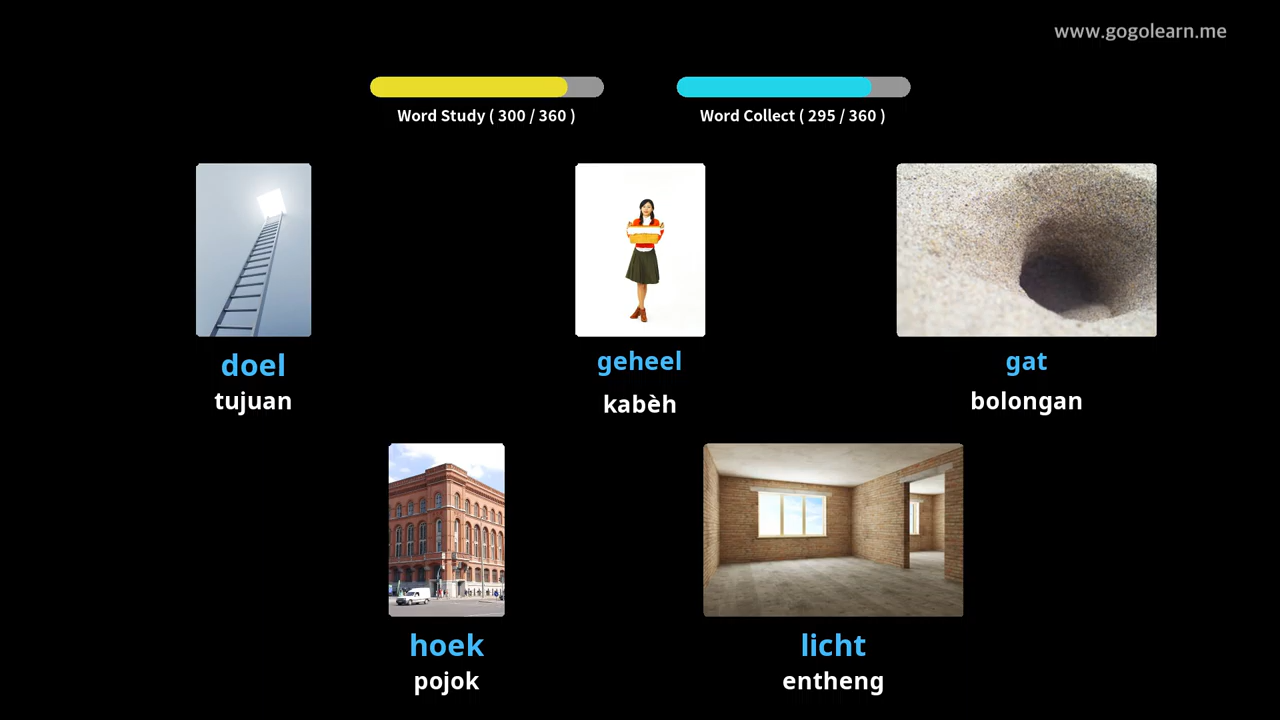 www.gogolearn.me
Word Study ( 300 / 360 )
Word Collect ( 295 / 360 )
doel
tujuan
geheel
kabèh
gat
bolongan
hoek
pojok
licht
entheng